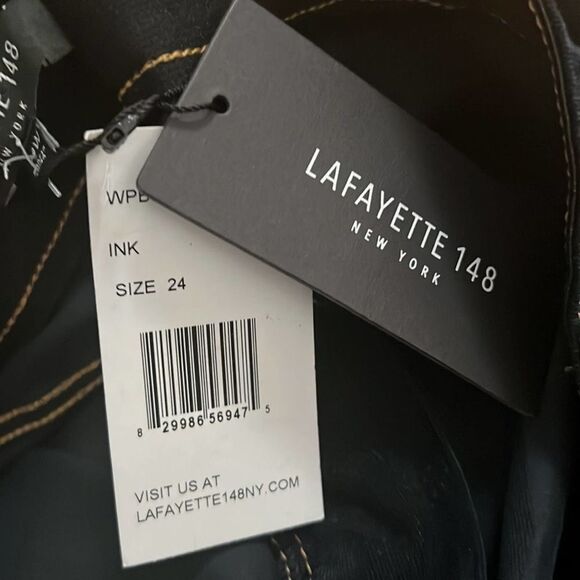 LAFAYETTE 148
NEW YORK
INK
SIZE 24
8 29986 56947 5
VISIT US AT
LAFAYETTE148NY.COM